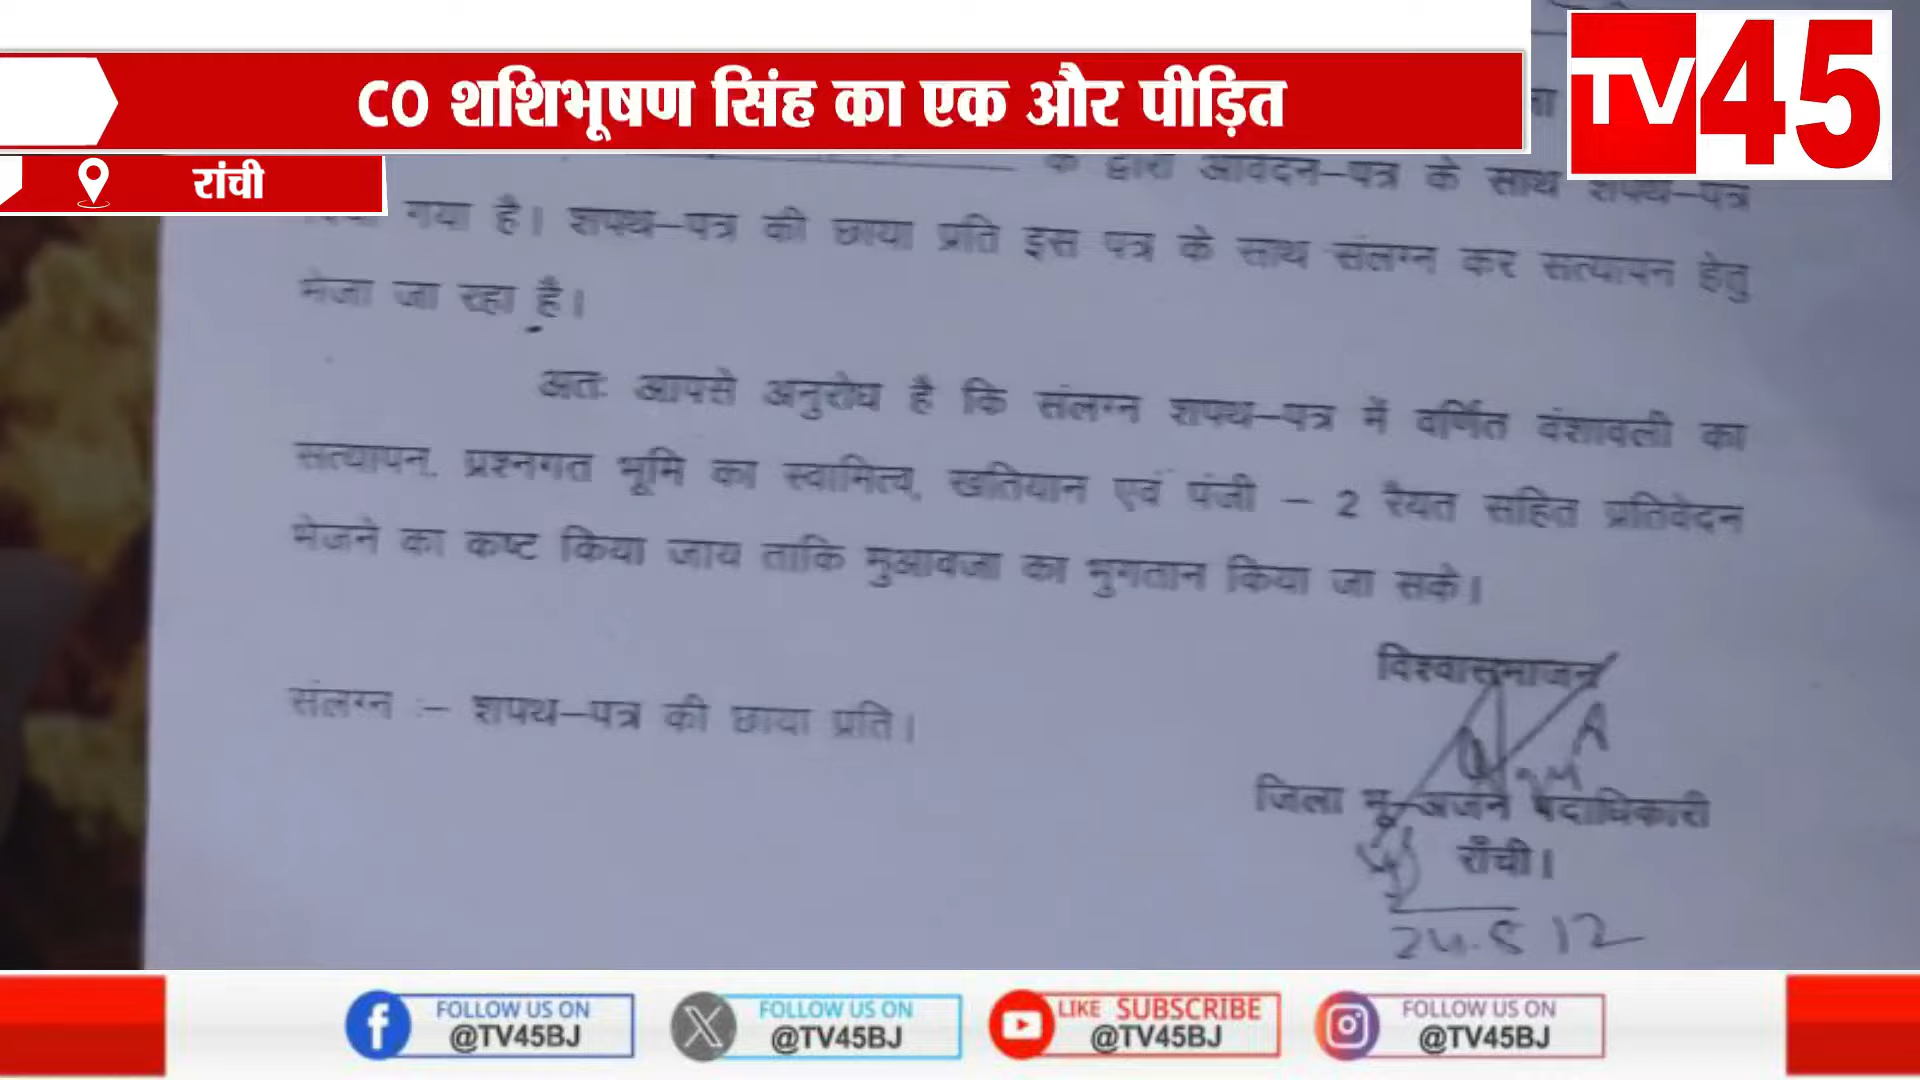 CO शशिभूषण सिंह का एक और पीड़ित
TV45
रांची
के द्वारा आवेदन–पत्र के साथ शपथ–पत्र
गया है। शपथ–पत्र की छाया प्रति इस पत्र के साथ संलग्न कर सत्यापन हेतु
भेजा जा रहा है।
अतः आपसे अनुरोध है कि संलग्न शपथ–पत्र में वर्णित वंशावली का
सत्यापन, प्रश्नगत भूमि का स्वामित्व, खतियान एवं पंजी – 2 रैयत सहित प्रतिवेदन
भेजने का कष्ट किया जाय ताकि मुआवजा का भुगतान किया जा सके।
विश्वासभाजन
संलग्न :– शपथ–पत्र की छाया प्रति।
जिला भू–अर्जन पदाधिकारी
राँची।
FOLLOW US ON
@TV45BJ
FOLLOW US ON
@TV45BJ
LIKE SUBSCRIBE
@TV45BJ
FOLLOW US ON
@TV45BJ